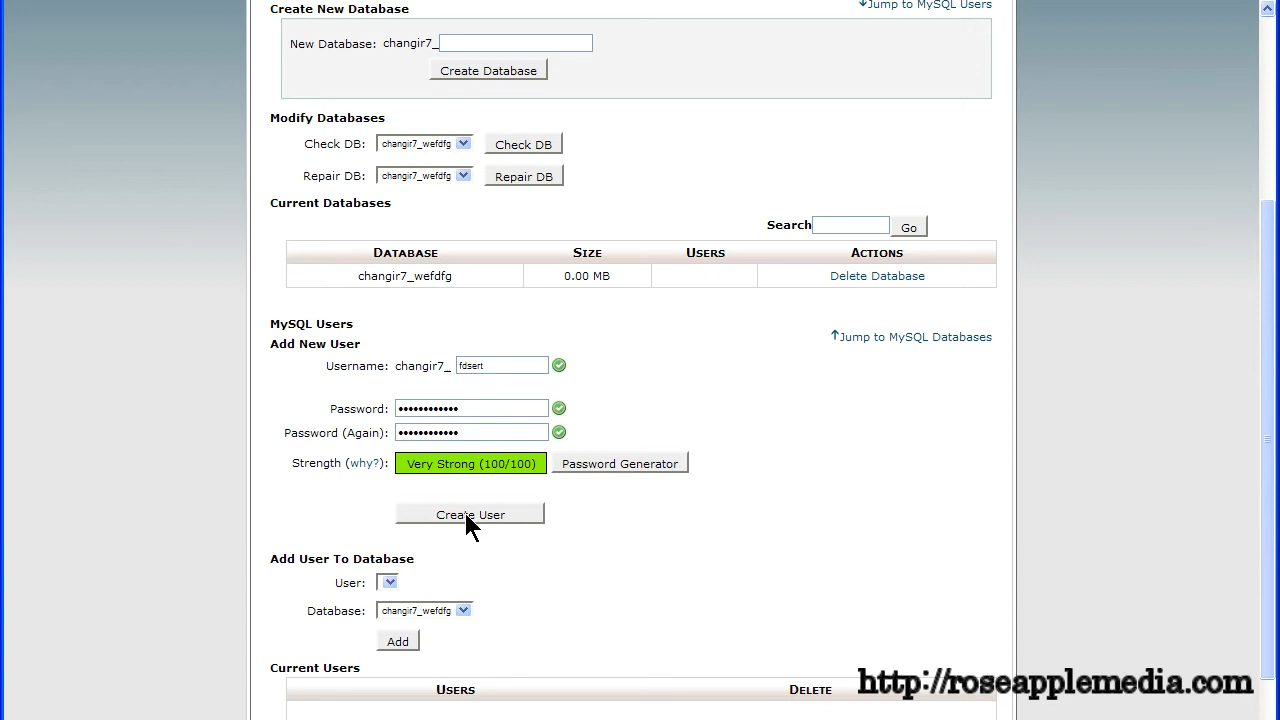 Create New Database
Jump to MySQL Users
New Database: changir7_
Create Database
Modify Databases
Check DB: changir7_wefdfg Check DB
Repair DB: changir7_wefdfg Repair DB
Current Databases
Search Go
DATABASE SIZE USERS ACTIONS
changir7_wefdfg 0.00 MB Delete Database
MySQL Users
Add New User
Jump to MySQL Databases
Username: changir7_ fdsert
Password: ••••••••••••
Password (Again): ••••••••••••
Strength (why?): Very Strong (100/100) Password Generator
Create User
Add User To Database
User:
Database: changir7_wefdfg
Add
Current Users
USERS DELETE
http://roseapplemedia.com